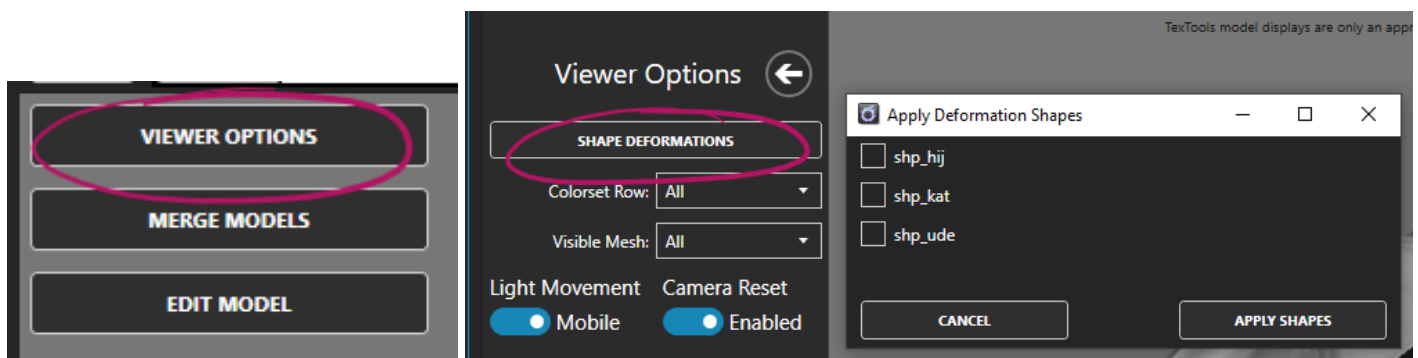 VIEWER OPTIONS
MERGE MODELS
EDIT MODEL
TexTools model displays are only an appr
Viewer Options
SHAPE DEFORMATIONS
Colorset Row: All
Visible Mesh: All
Light Movement Camera Reset
Mobile Enabled
Apply Deformation Shapes
shp_hij
shp_kat
shp_ude
CANCEL APPLY SHAPES